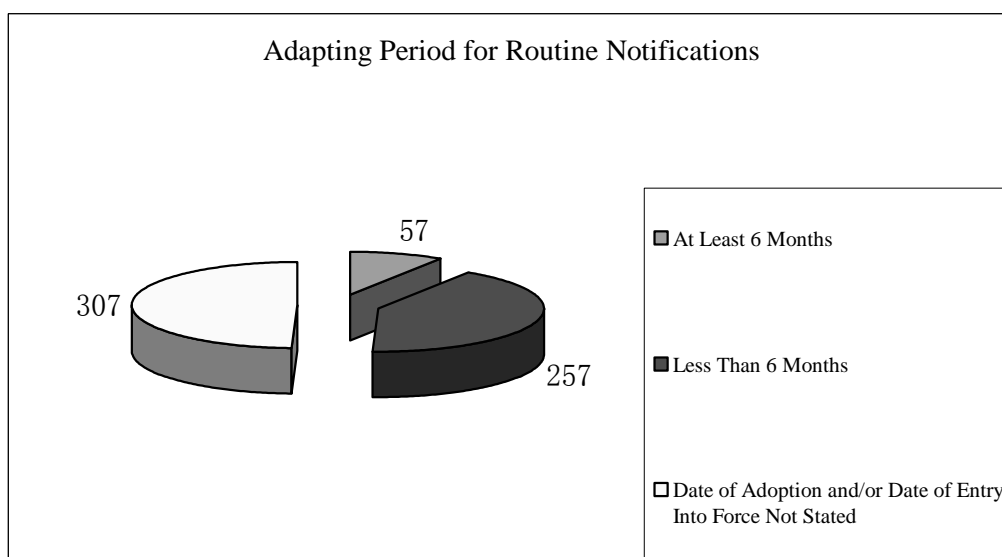 Adapting Period for Routine Notifications
57
307
257
At Least 6 Months
Less Than 6 Months
Date of Adoption and/or Date of Entry
Into Force Not Stated